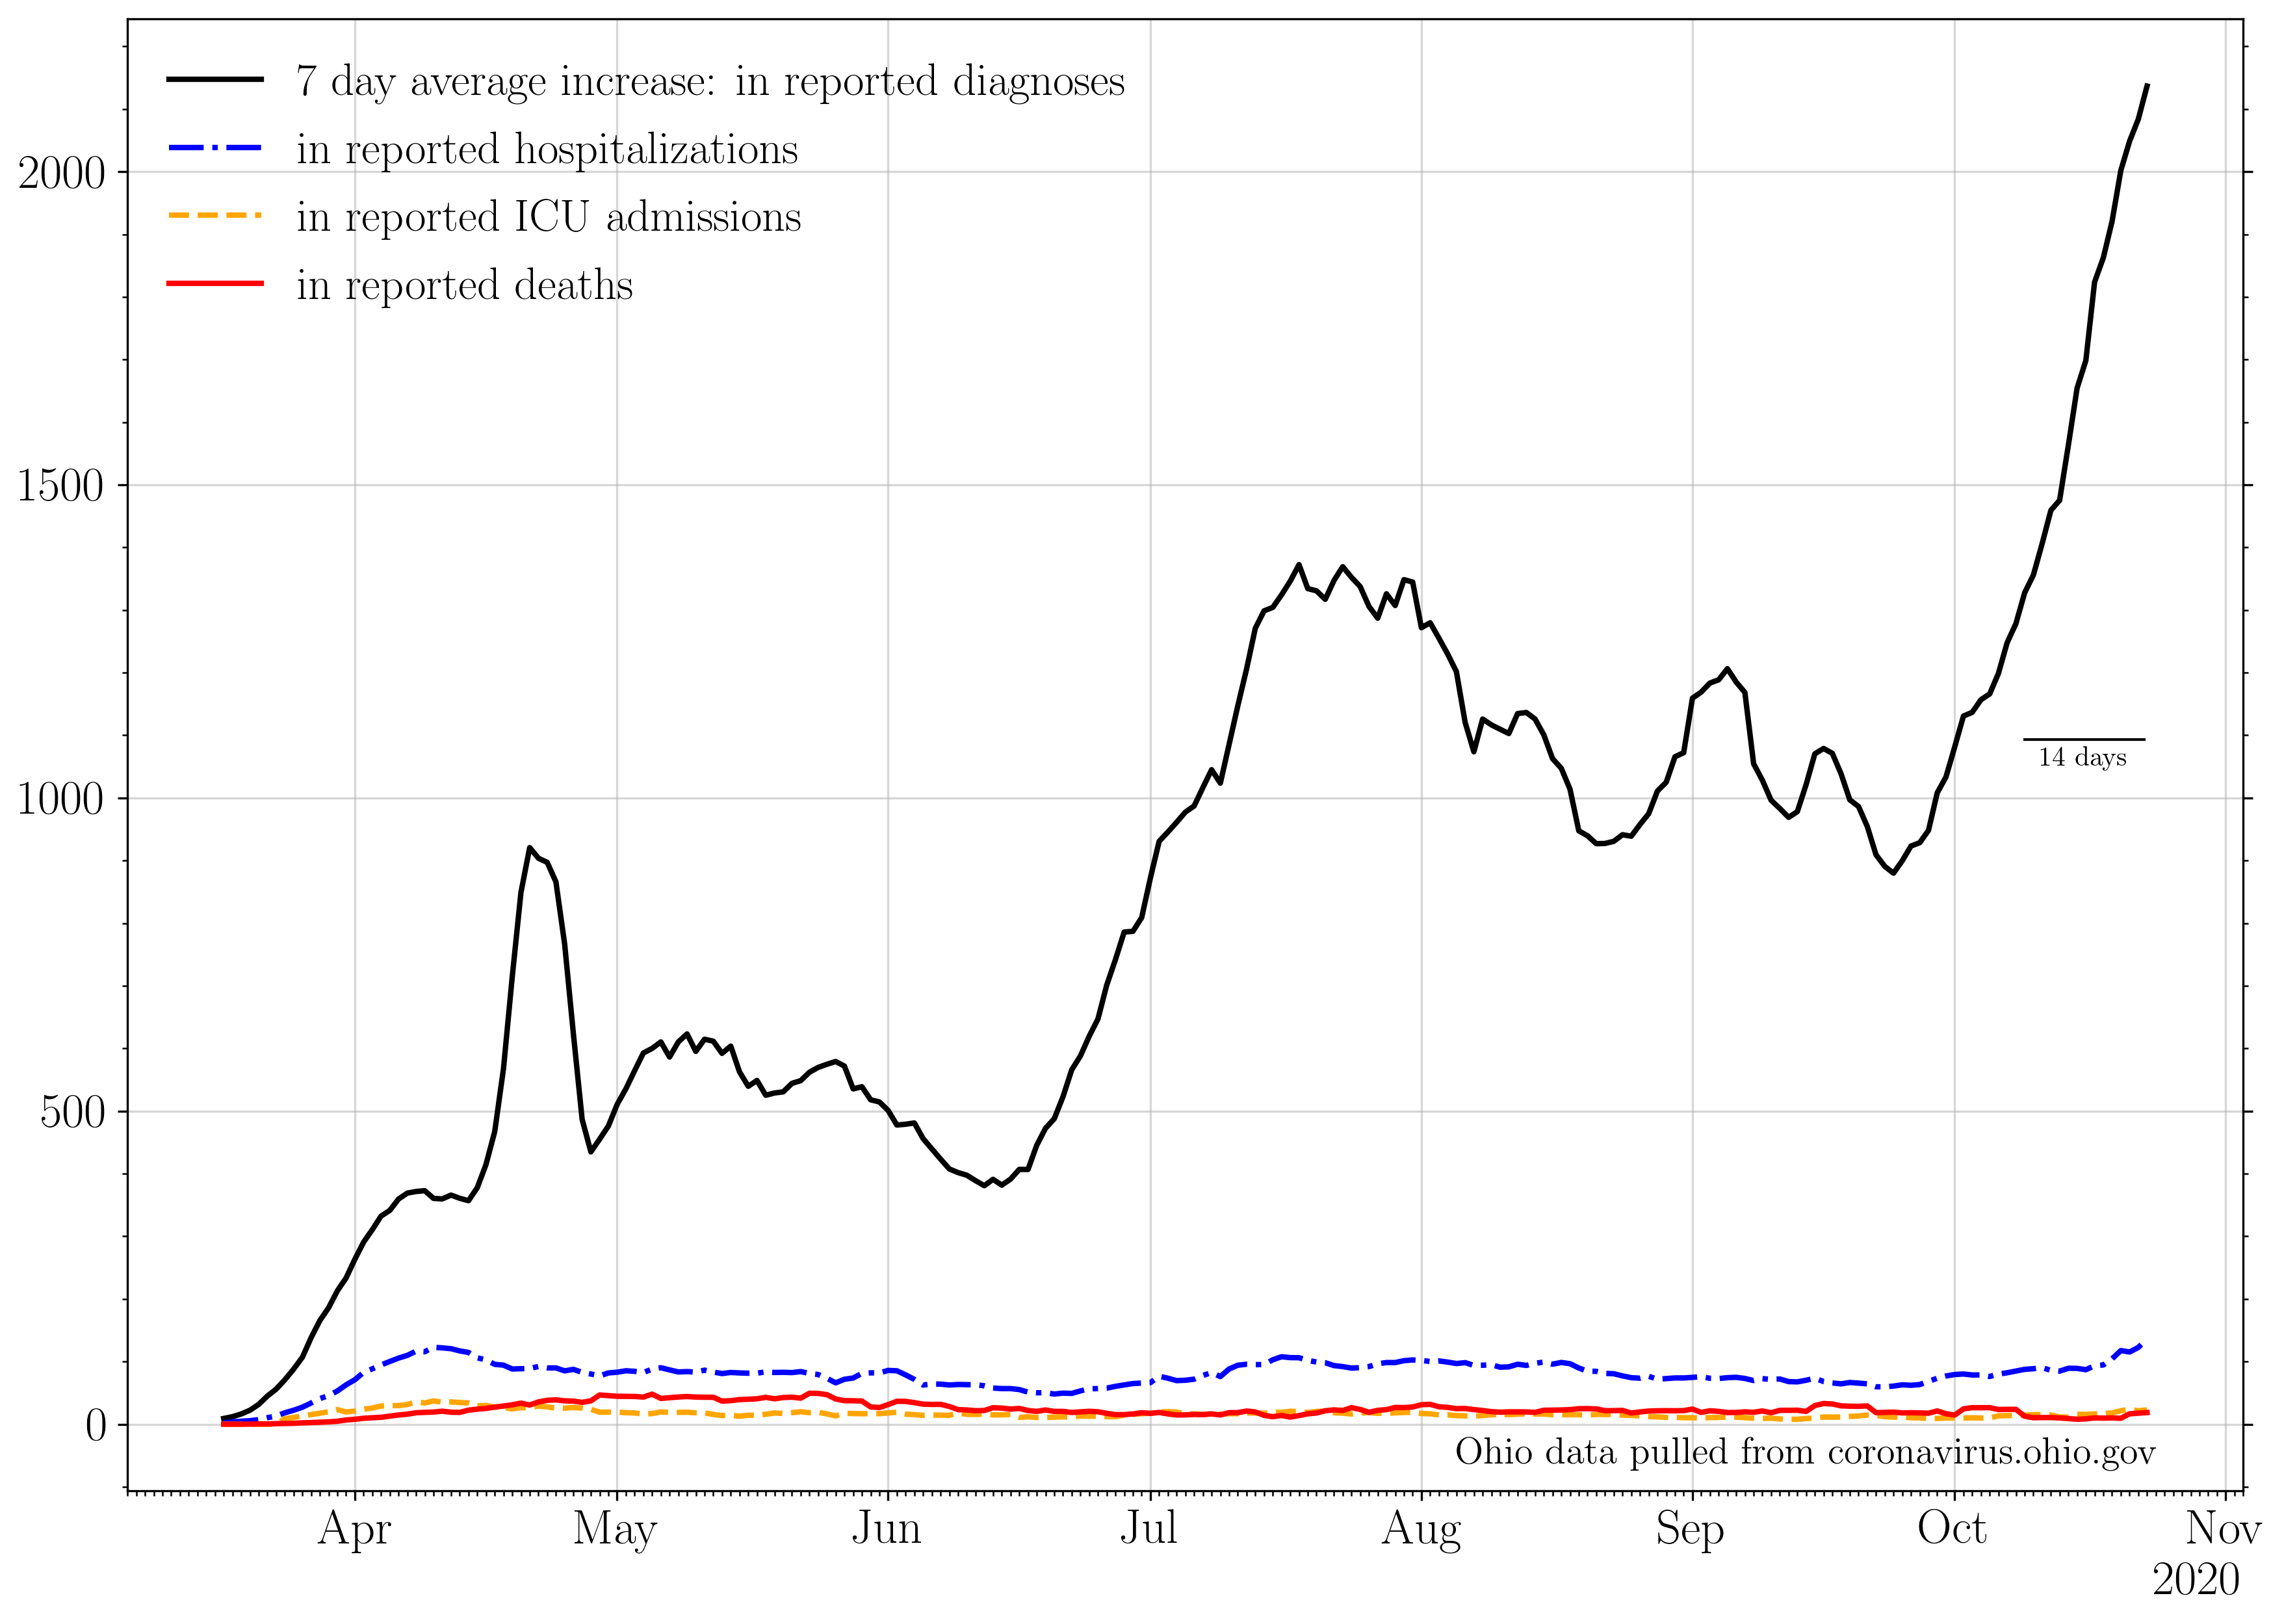 7 day average increase: in reported diagnoses
in reported hospitalizations
in reported ICU admissions
in reported deaths
2000
1500
1000
500
0
14 days
Ohio data pulled from coronavirus.ohio.gov
Apr May Jun Jul Aug Sep Oct Nov
2020